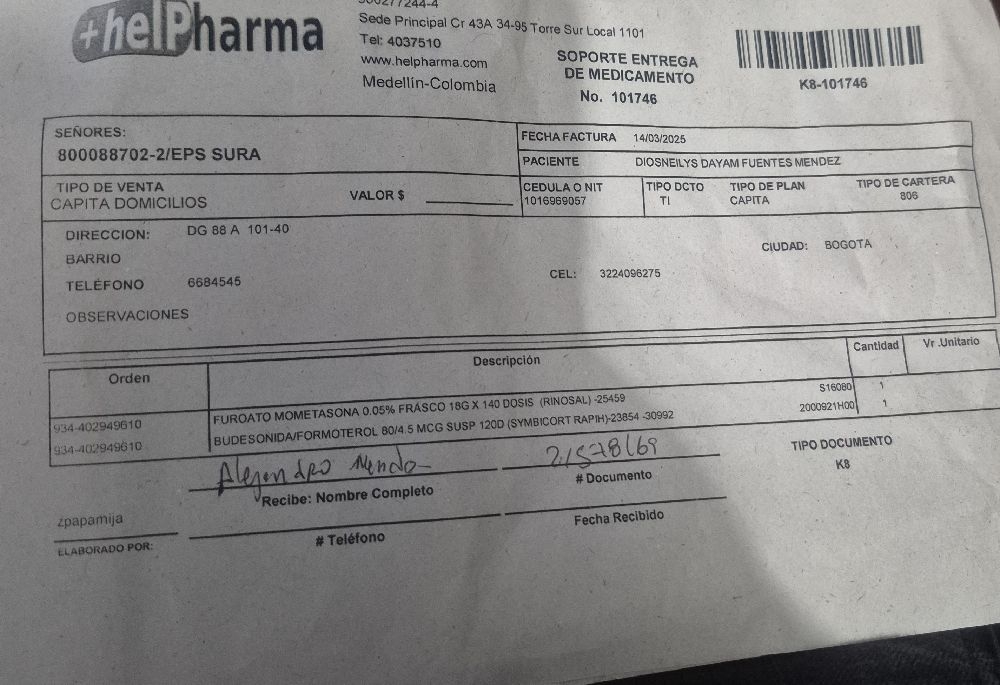 +helPharma
Sede Principal Cr 43A 34-95 Torre Sur Local 1101
Tel: 4037510
www.helpharma.com
Medellín-Colombia
SOPORTE ENTREGA
DE MEDICAMENTO
No. 101746
K8-101746
SEÑORES:
800088702-2/EPS SURA
FECHA FACTURA 14/03/2025
PACIENTE DIOSNEILYS DAYAM FUENTES MENDEZ
TIPO DE VENTA
CAPITA DOMICILIOS
VALOR $
CEDULA O NIT
1016969057
TIPO DCTO
TI
TIPO DE PLAN
CAPITA
TIPO DE CARTERA
806
DIRECCION: DG 88 A 101-40
BARRIO
CIUDAD: BOGOTA
TELÉFONO 6684545
CEL: 3224096275
OBSERVACIONES
Orden Descripción Cantidad Vr .Unitario
934-402949610 FUROATO MOMETASONA 0.05% FRASCO 18G X 140 DOSIS (RINOSAL) -25459 S16080 1
934-402949610 BUDESONIDA/FORMOTEROL 80/4.5 MCG SUSP 120D (SYMBICORT RAPIH)-23854 -30992 2000921H00 1
Alejandro
Recibe: Nombre Completo
# Documento
TIPO DOCUMENTO
K8
zpapamija
ELABORADO POR:
# Teléfono
Fecha Recibido